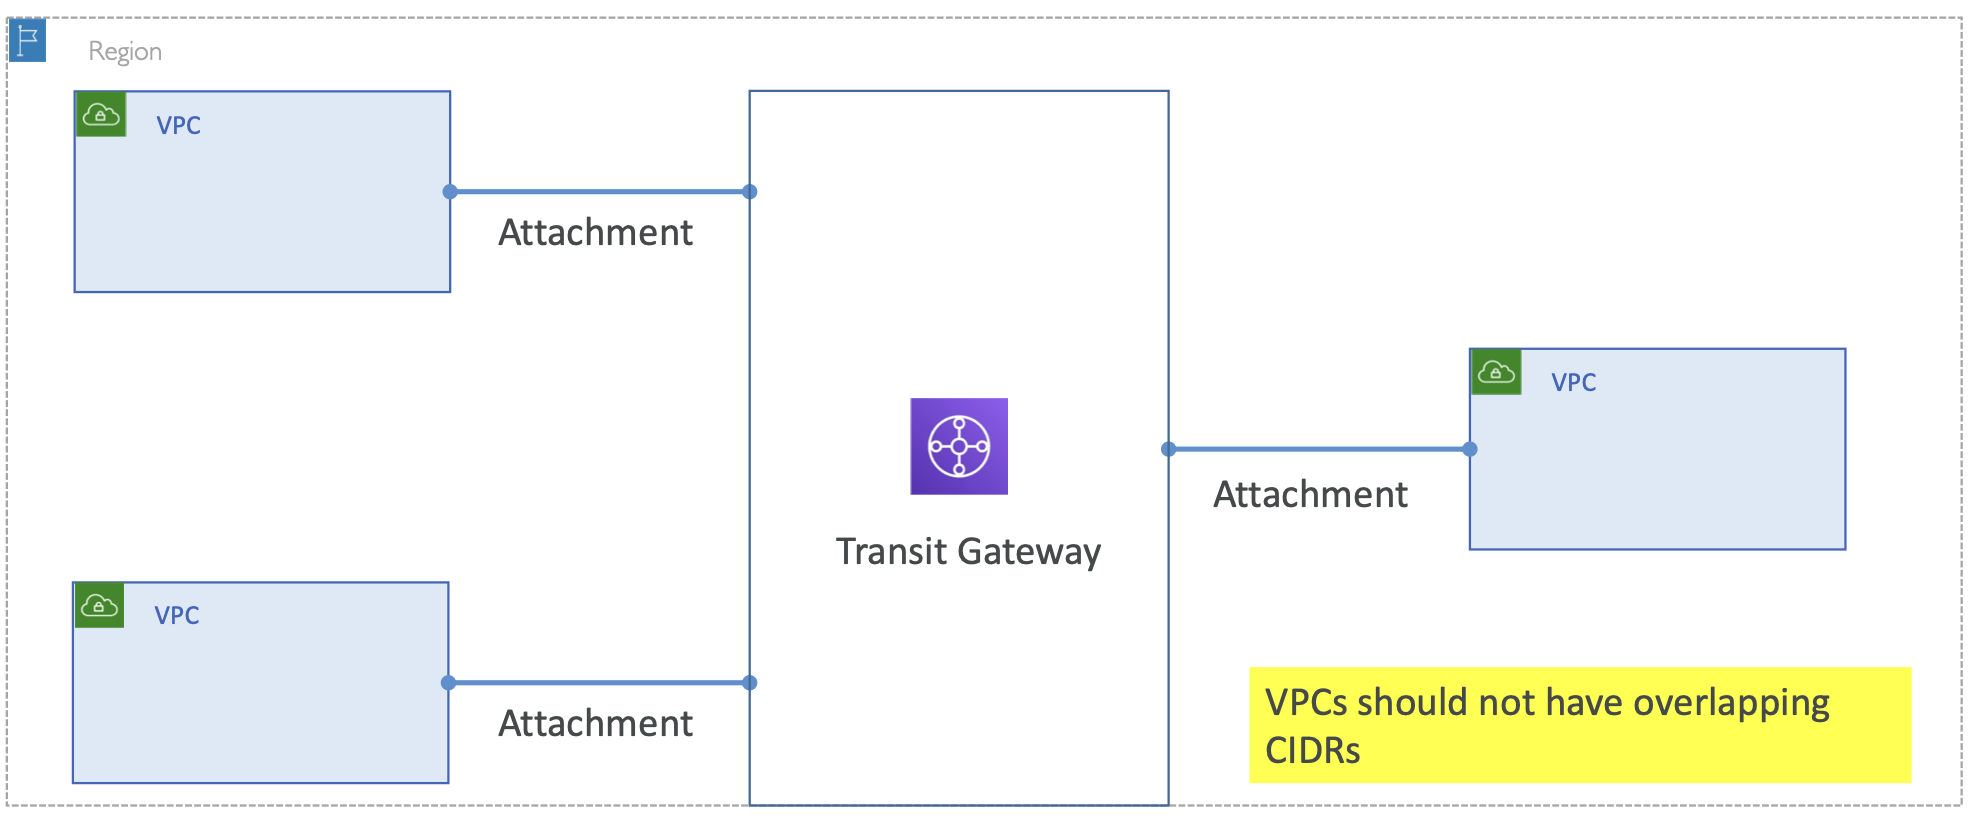 Region
VPC
Attachment
VPC
Attachment
Transit Gateway
VPC
Attachment
VPCs should not have overlapping
CIDRs